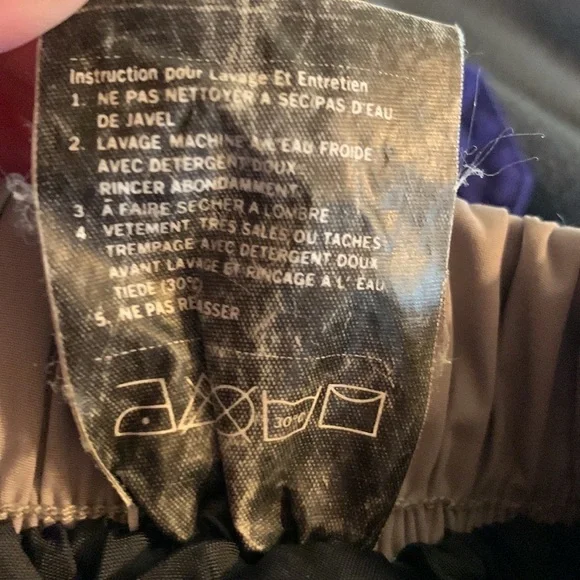 Instruction pour Lavage Et Entretien
1. NE PAS NETTOYER A SEC/PAS D'EAU
DE JAVEL
2. LAVAGE MACHINE A L'EAU FROIDE
AVEC DETERGENT DOUX
RINCER ABONDAMMENT
3 À FAIRE SECHER A L'OMBRE
4 VETEMENT TRES SALES OU TACHES
TREMPAGE AVEC DETERGENT DOUX
AVANT LAVAGE ET RINCAGE A L' EAU
TIEDE (30°)
5. NE PAS REPASSER
30°